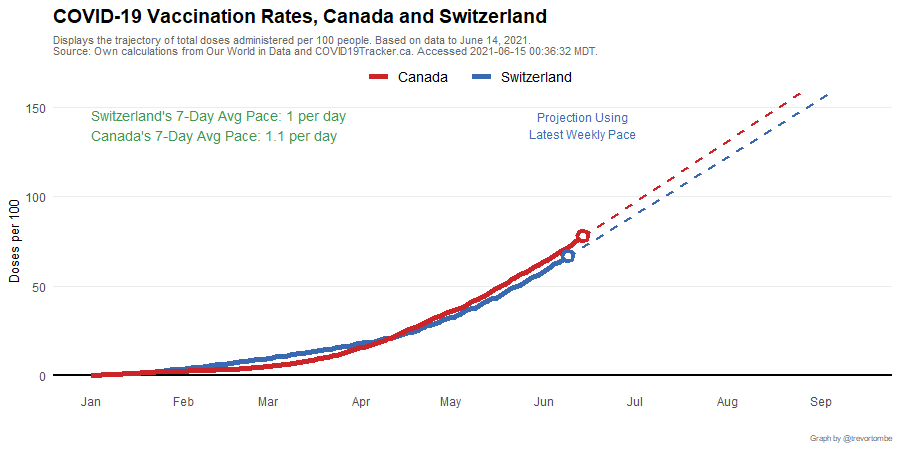 COVID-19 Vaccination Rates, Canada and Switzerland
Displays the trajectory of total doses administered per 100 people. Based on data to June 14, 2021.
Source: Own calculations from Our World in Data and COVID19Tracker.ca. Accessed 2021-06-15 00:36:32 MDT.
Canada Switzerland
Switzerland's 7-Day Avg Pace: 1 per day
Canada's 7-Day Avg Pace: 1.1 per day
Projection Using
Latest Weekly Pace
Doses per 100
150
100
50
0
Jan Feb Mar Apr May Jun Jul Aug Sep
Graph by @trevortombe